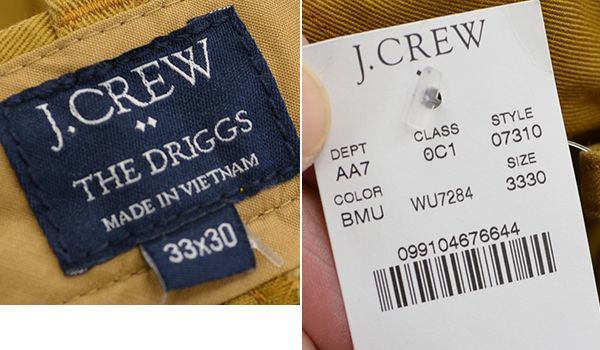 J.CREW
THE DRIGGS
MADE IN VIETNAM
33x30
J.CREW
DEPT CLASS STYLE
AA7 0C1 07310
COLOR SIZE
BMU WU7284 3330
099104676644